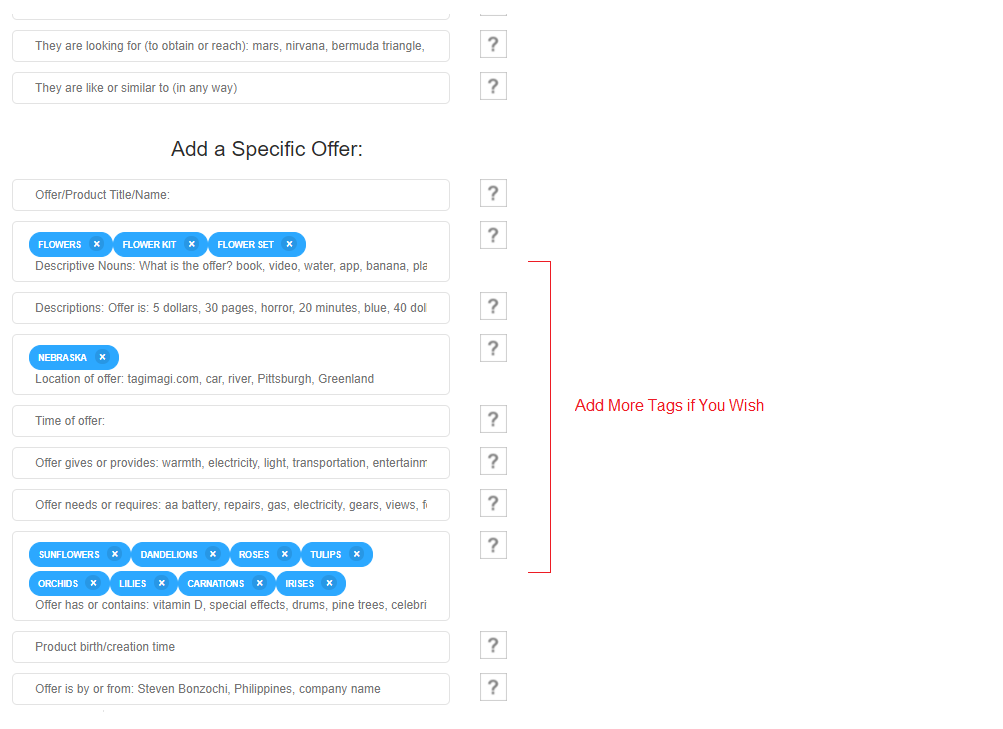 They are looking for (to obtain or reach): mars, nirvana, bermuda triangle,
?
They are like or similar to (in any way)
?
Add a Specific Offer:
Offer/Product Title/Name:
?
FLOWERS × FLOWER KIT × FLOWER SET ×
?
Descriptive Nouns: What is the offer? book, video, water, app, banana, pla
Descriptions: Offer is: 5 dollars, 30 pages, horror, 20 minutes, blue, 40 dol
?
NEBRASKA ×
?
Location of offer: tagimagi.com, car, river, Pittsburgh, Greenland
Add More Tags if You Wish
Time of offer:
?
Offer gives or provides: warmth, electricity, light, transportation, entertainm
?
Offer needs or requires: aa battery, repairs, gas, electricity, gears, views, f
?
SUNFLOWERS × DANDELIONS × ROSES × TULIPS ×
?
ORCHIDS × LILIES × CARNATIONS × IRISES ×
Offer has or contains: vitamin D, special effects, drums, pine trees, celebri
Product birth/creation time
?
Offer is by or from: Steven Bonzochi, Philippines, company name
?